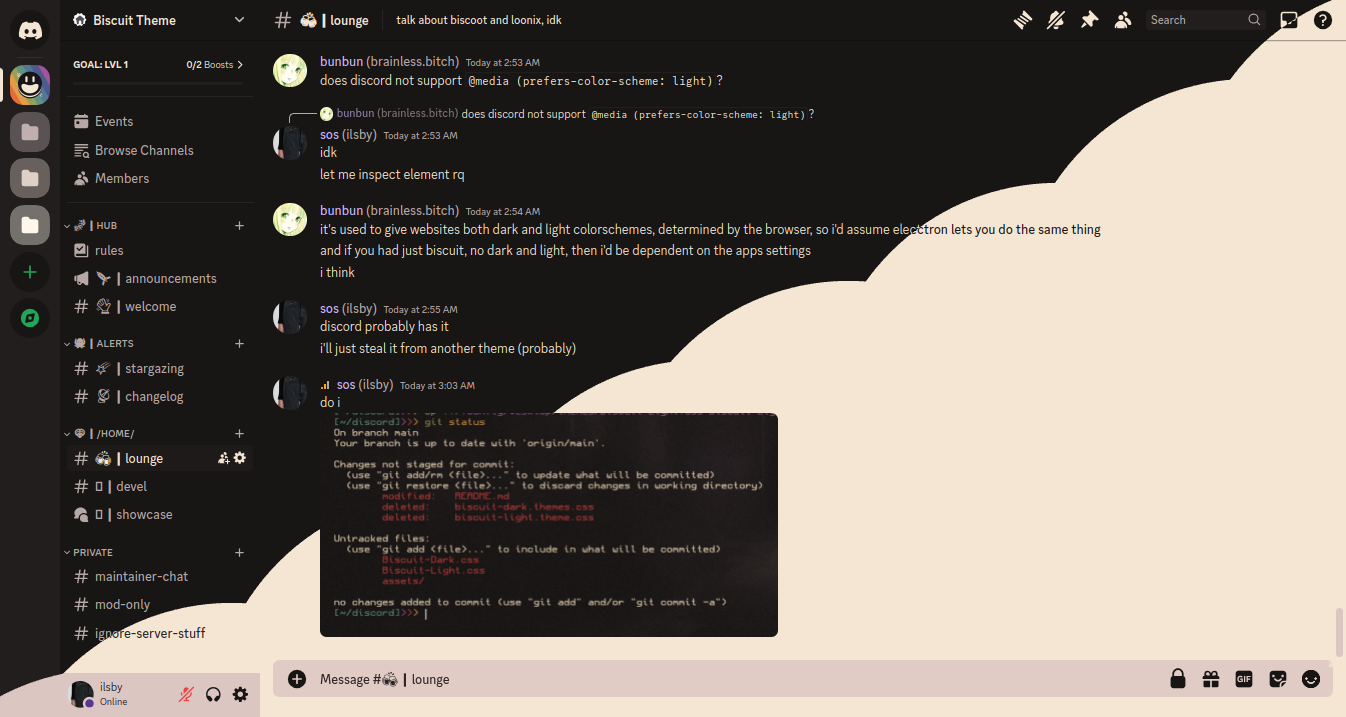 Biscuit Theme
GOAL: LVL 1
0/2 Boosts
Events
Browse Channels
Members
| HUB
rules
| announcements
# | welcome
| ALERTS
# | stargazing
# | changelog
| /HOME/
# | lounge
# | devel
| showcase
PRIVATE
# maintainer-chat
# mod-only
# ignore-server-stuff
ilsby
Online
# | lounge
talk about biscoot and loonix, idk
Search
bunbun (brainless.bitch) Today at 2:53 AM
does discord not support @media (prefers-color-scheme: light) ?
bunbun (brainless.bitch) does discord not support @media (prefers-color-scheme: light) ?
sos (ilsby) Today at 2:53 AM
idk
let me inspect element rq
bunbun (brainless.bitch) Today at 2:54 AM
it's used to give websites both dark and light colorschemes, determined by the browser, so i'd assume electron lets you do the same thing
and if you had just biscuit, no dark and light, then i'd be dependent on the apps settings
i think
sos (ilsby) Today at 2:55 AM
discord probably has it
i'll just steal it from another theme (probably)
sos (ilsby) Today at 3:03 AM
do i
[~/discord]>>> git status
On branch main
Your branch is up to date with 'origin/main'.
Changes not staged for commit:
(use "git add/rm <file>..." to update what will be committed)
(use "git restore <file>..." to discard changes in working directory)
modified: README.md
deleted: biscuit-dark.themes.css
deleted: biscuit-light.theme.css
Untracked files:
(use "git add <file>..." to include in what will be committed)
Biscuit-Dark.css
Biscuit-Light.css
assets/
no changes added to commit (use "git add" and/or "git commit -a")
[~/discord]>>>
Message # | lounge
GIF